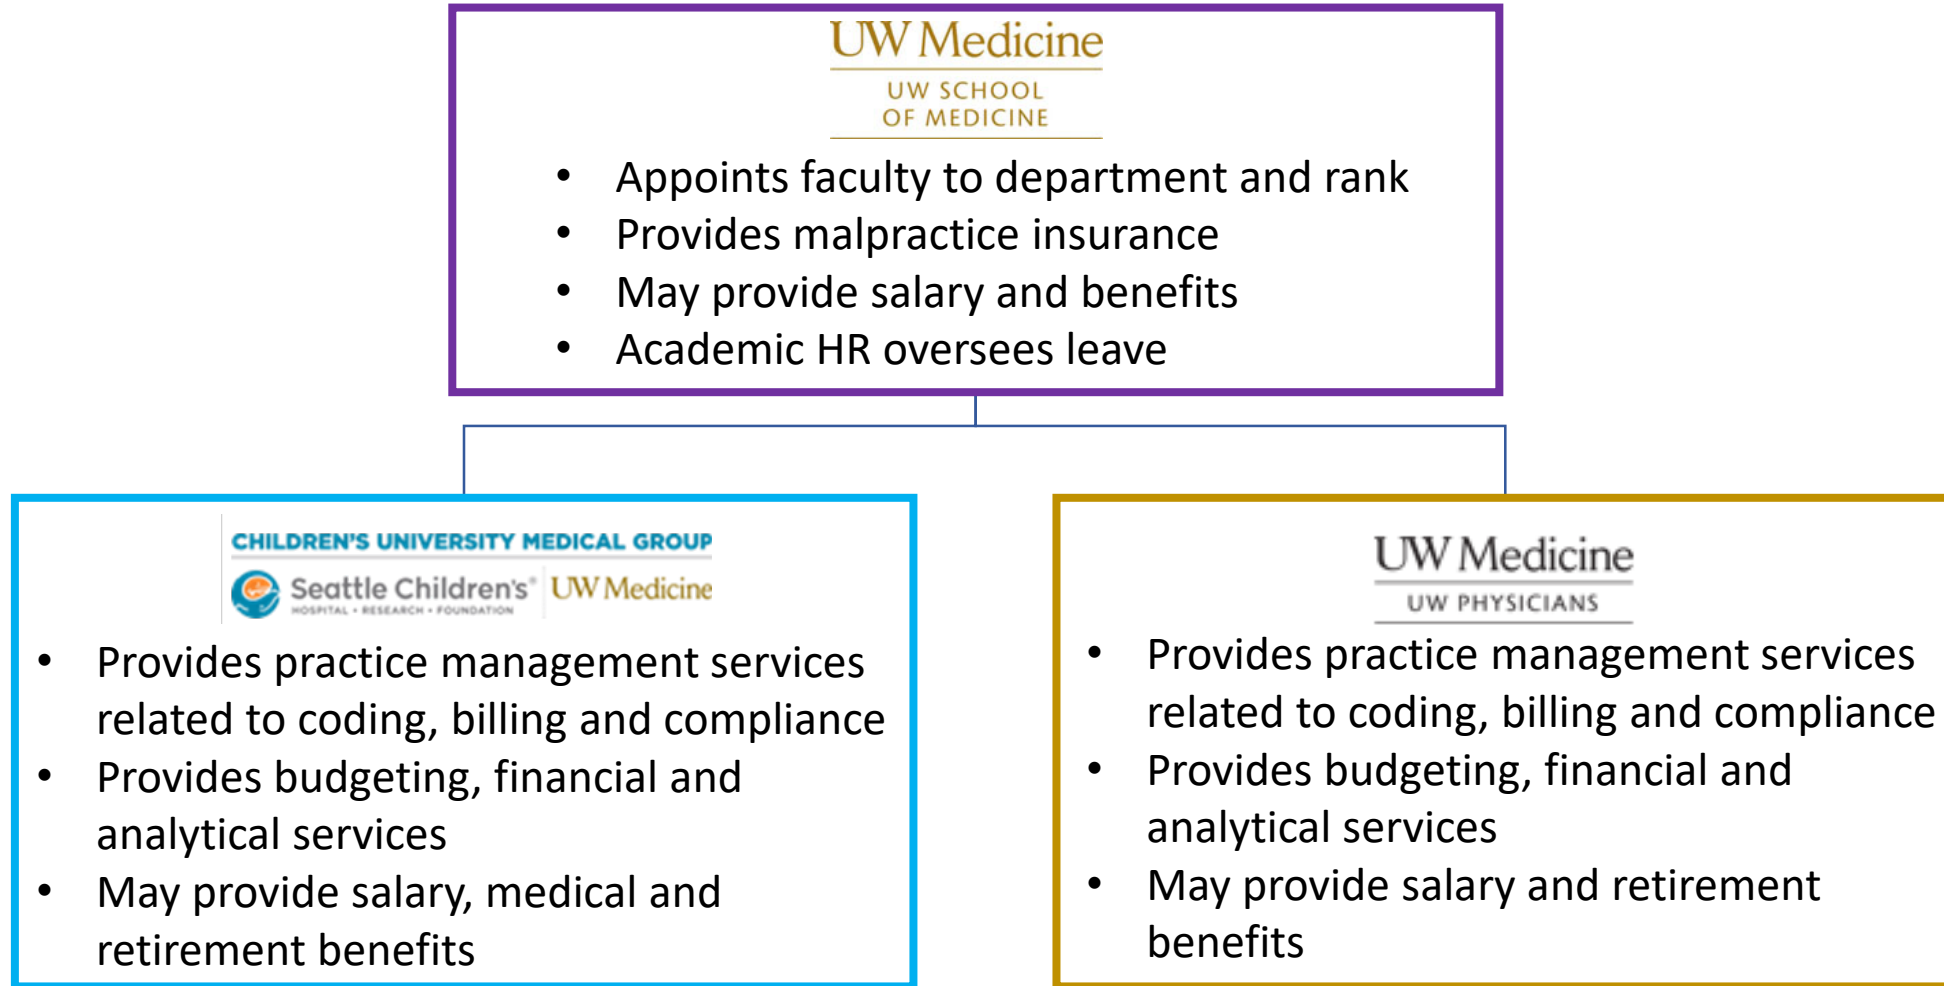 UW Medicine
UW SCHOOL
OF MEDICINE
• Appoints faculty to department and rank
• Provides malpractice insurance
• May provide salary and benefits
• Academic HR oversees leave
CHILDREN'S UNIVERSITY MEDICAL GROUP
Seattle Children's® UW Medicine
HOSPITAL • RESEARCH • FOUNDATION
• Provides practice management services
related to coding, billing and compliance
• Provides budgeting, financial and
analytical services
• May provide salary, medical and
retirement benefits
UW Medicine
UW PHYSICIANS
• Provides practice management services
related to coding, billing and compliance
• Provides budgeting, financial and
analytical services
• May provide salary and retirement
benefits